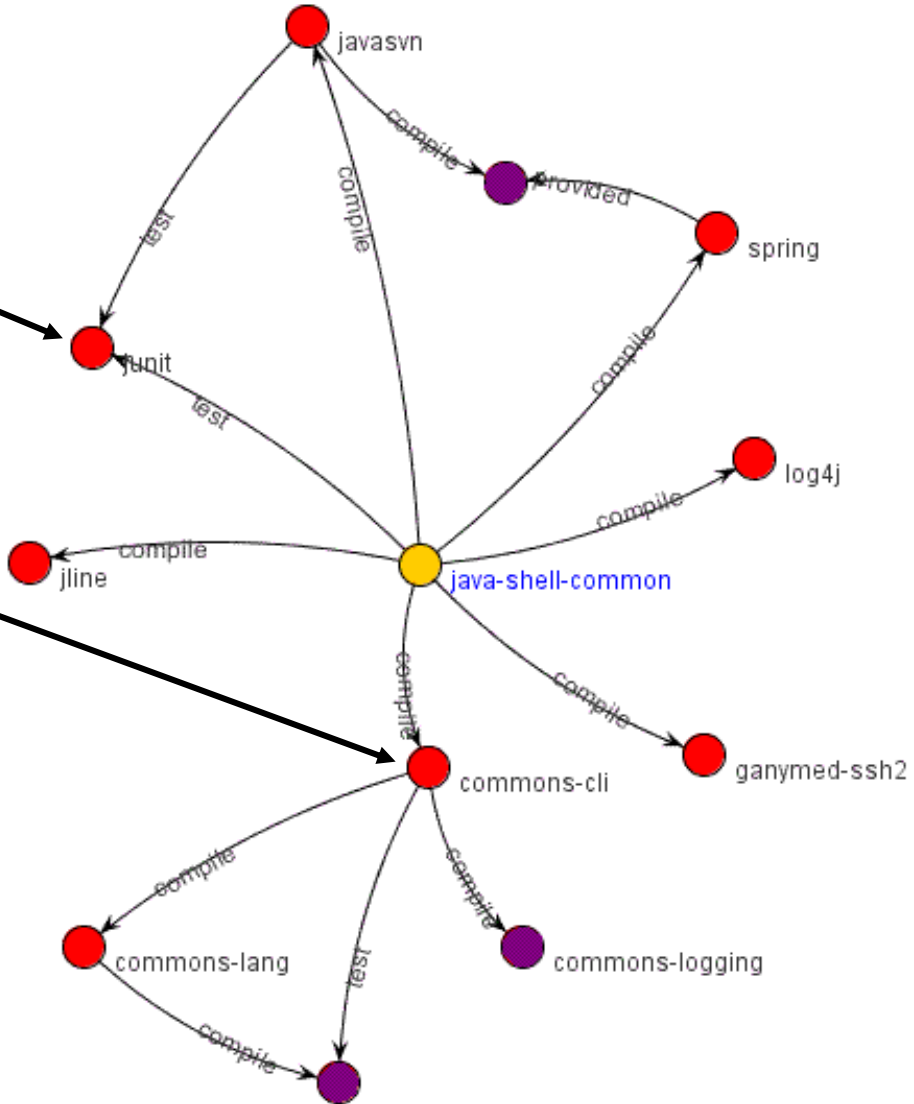 javasvn
compile
Provided
spring
compile
test
junit
compile
test
log4j
compile
compile
jline
java-shell-common
compile
compile
ganymed-ssh2
commons-cli
compile
compile
commons-lang
test
commons-logging
compile